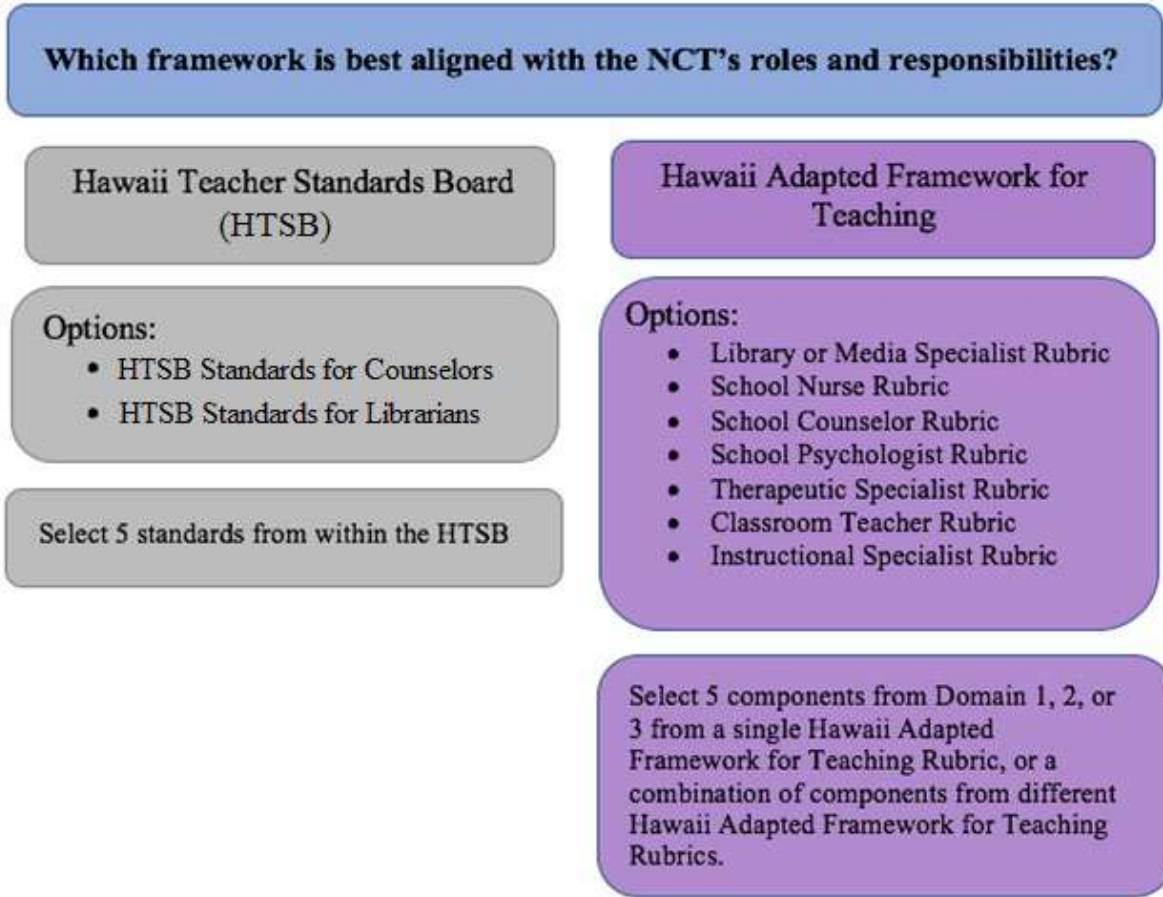 Which framework is best aligned with the NCT's roles and responsibilities?
Hawaii Teacher Standards Board
(HTSB)
Options:
• HTSB Standards for Counselors
• HTSB Standards for Librarians
Select 5 standards from within the HTSB
Hawaii Adapted Framework for
Teaching
Options:
• Library or Media Specialist Rubric
• School Nurse Rubric
• School Counselor Rubric
• School Psychologist Rubric
• Therapeutic Specialist Rubric
• Classroom Teacher Rubric
• Instructional Specialist Rubric
Select 5 components from Domain 1, 2, or
3 from a single Hawaii Adapted
Framework for Teaching Rubric, or a
combination of components from different
Hawaii Adapted Framework for Teaching
Rubrics.